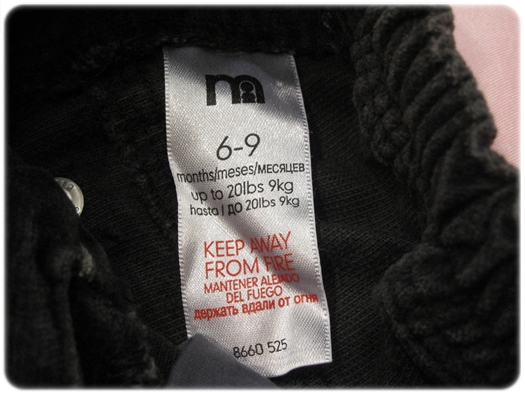 m
6-9
months/meses/МЕСЯЦЕВ
up to 20lbs 9kg
hasta | ДО 20lbs 9kg
KEEP AWAY
FROM FIRE
MANTENER ALEJADO
DEL FUEGO
держать вдали от огня
8660 525